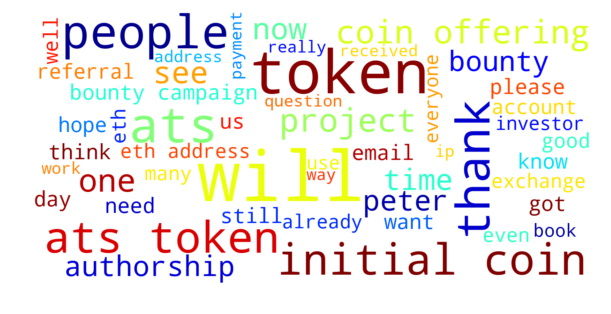 people now coin offering
well address payment really received
referral see token bounty
bounty campaign question everyone please
account
hope eth ats us project thank investor
good
think eth address will email ip know
work one many use way time exchange
day need still already want peter got
even book
ats token
authorship initial coin